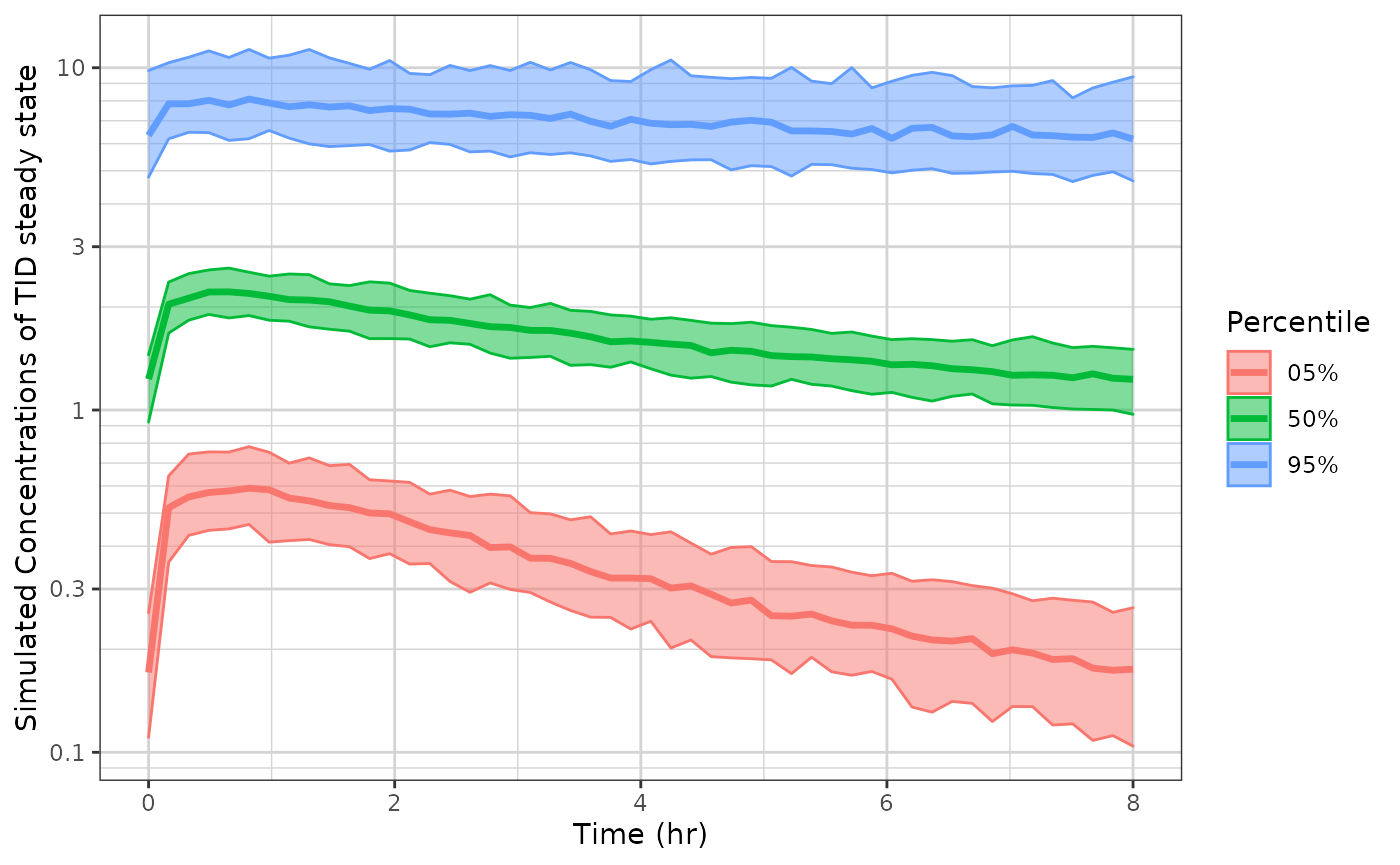 Simulated Concentrations of TID steady state
10
3
1
0.3
0.1
0 2 4 6 8
Time (hr)
Percentile
05%
50%
95%